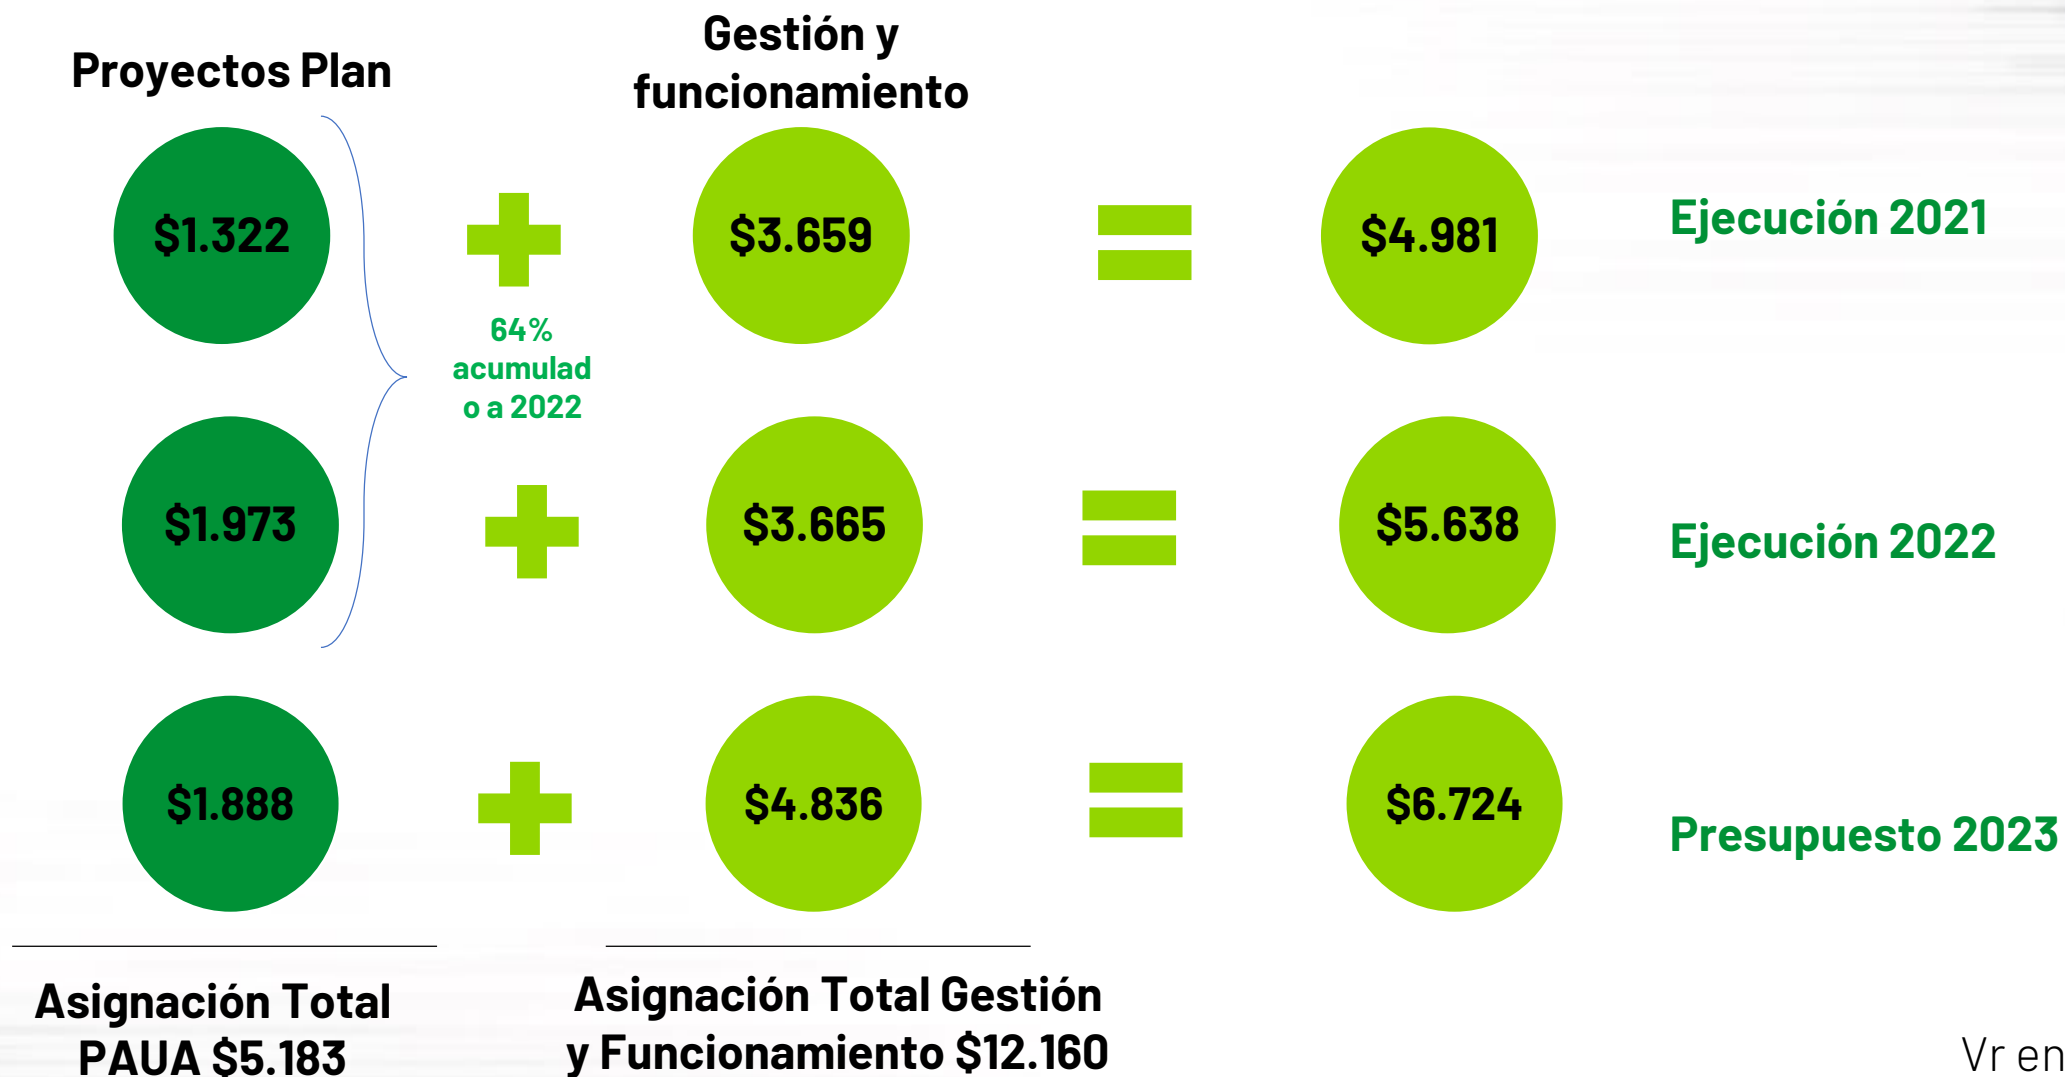 Proyectos Plan
Gestión y
funcionamiento
$1.322
$3.659
$4.981
Ejecución 2021
64%
acumulad
o a 2022
$1.973
$3.665
$5.638
Ejecución 2022
$1.888
$4.836
$6.724
Presupuesto 2023
Asignación Total
PAUA $5.183
Asignación Total Gestión
y Funcionamiento $12.160
Vr en